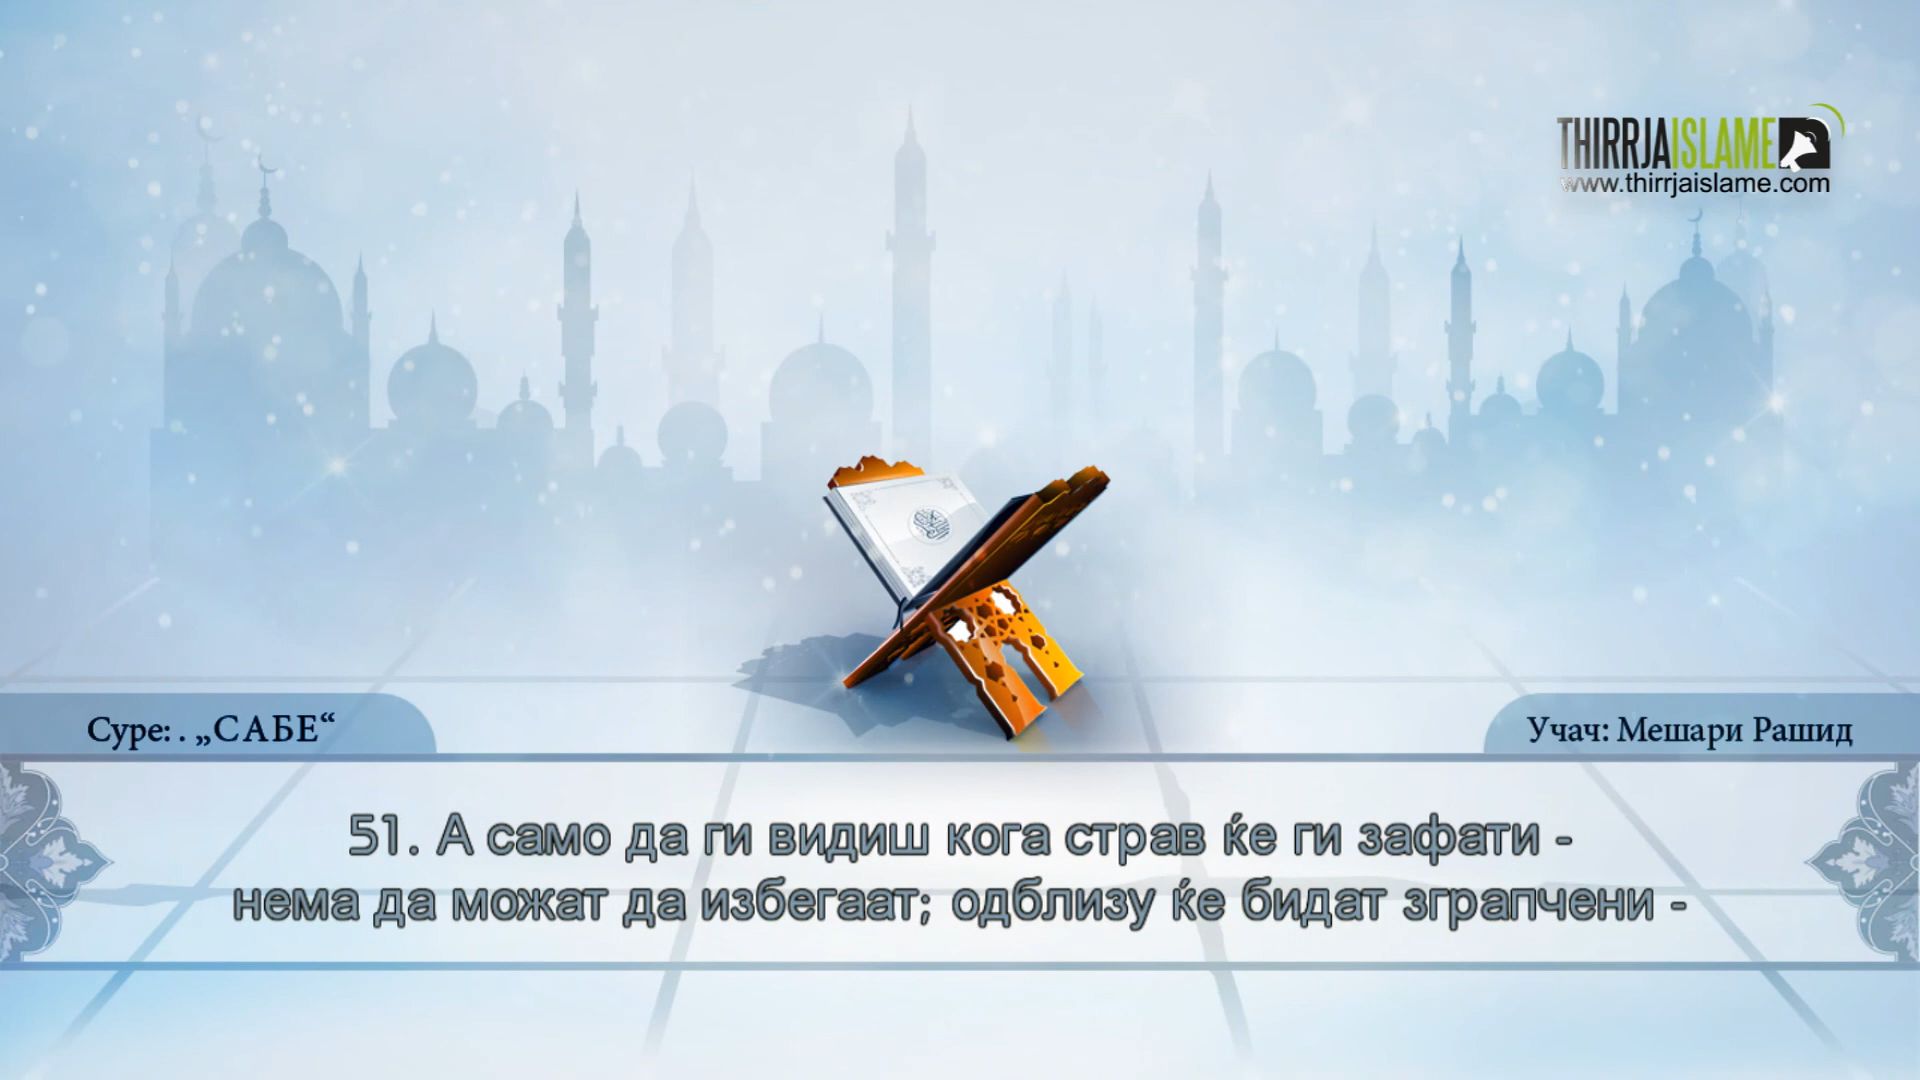 THIRRJAISLAME
www.thirrjaislame.com
Суре: . „САБЕ“
Учач: Мешари Рашид
51. А само да ги видиш кога страв ќе ги зафати -
нема да можат да избегаат; одблизу ќе бидат зграпчени -